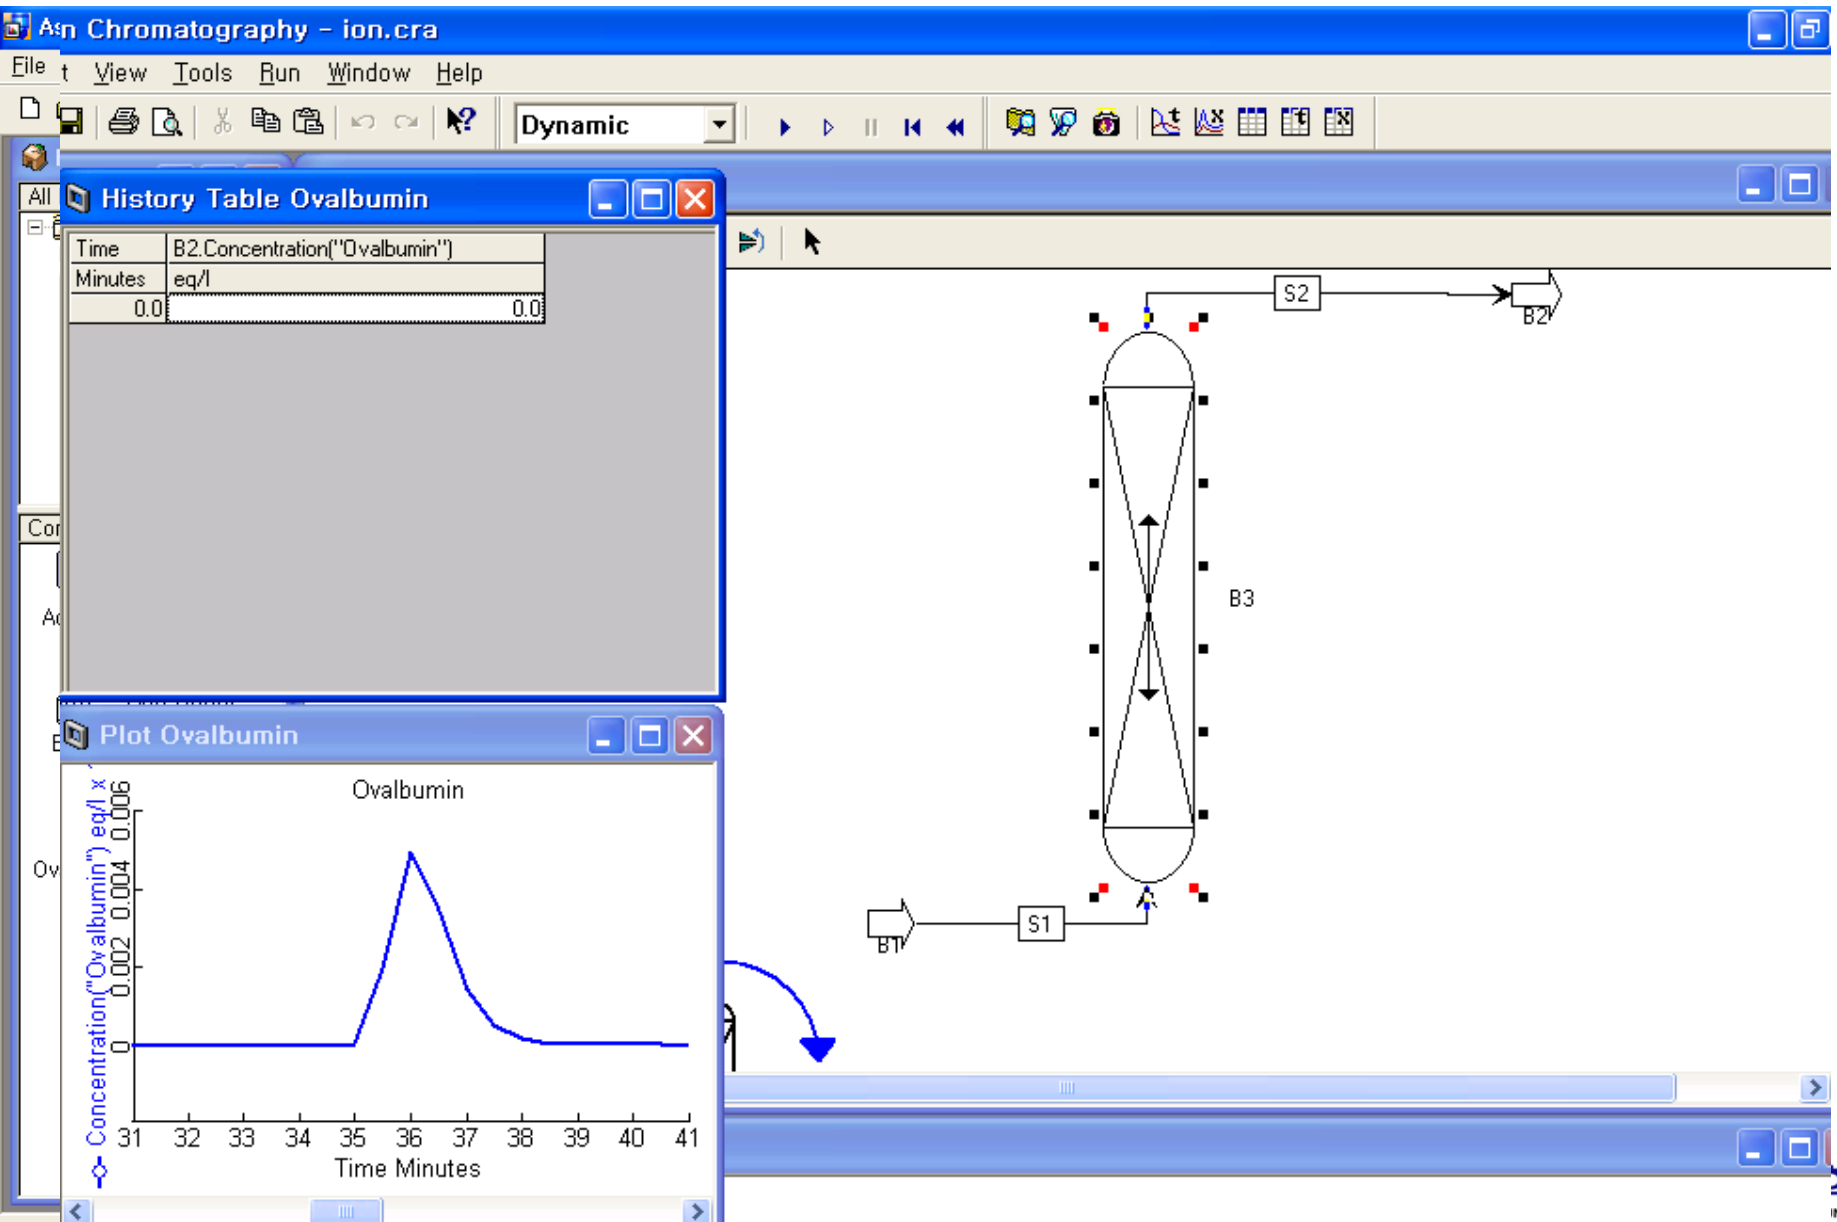 As n Chromatography - ion.cra
File t View Tools Run Window Help
Dynamic
All
History Table Ovalbumin
Time B2.Concentration("Ovalbumin")
Minutes eq/l
0.0 0.0
S2
B2
B3
S1
B1
Plot Ovalbumin
Ovalbumin
Concentration("Ovalbumin") eq/l x
0.006
0.004
0.002
0
31 32 33 34 35 36 37 38 39 40 41
Time Minutes
Ov